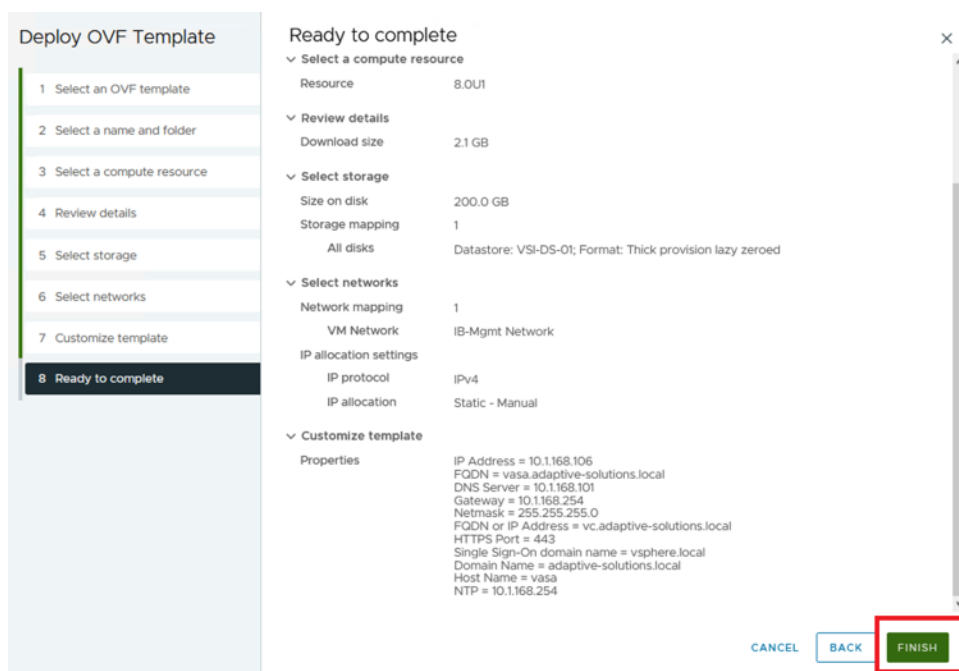 Deploy OVF Template
1 Select an OVF template
2 Select a name and folder
3 Select a compute resource
4 Review details
5 Select storage
6 Select networks
7 Customize template
8 Ready to complete
Ready to complete
Select a compute resource
Resource 8.0U1
Review details
Download size 2.1 GB
Select storage
Size on disk 200.0 GB
Storage mapping 1
All disks Datastore: VSI-DS-01; Format: Thick provision lazy zeroed
Select networks
Network mapping 1
VM Network IB-Mgmt Network
IP allocation settings
IP protocol IPv4
IP allocation Static - Manual
Customize template
Properties IP Address = 10.1.168.106
FQDN = vasa.adaptive-solutions.local
DNS Server = 10.1.168.101
Gateway = 10.1.168.254
Netmask = 255.255.255.0
FQDN or IP Address = vc.adaptive-solutions.local
HTTPS Port = 443
Single Sign-On domain name = vsphere.local
Domain Name = adaptive-solutions.local
Host Name = vasa
NTP = 10.1.168.254
CANCEL BACK FINISH